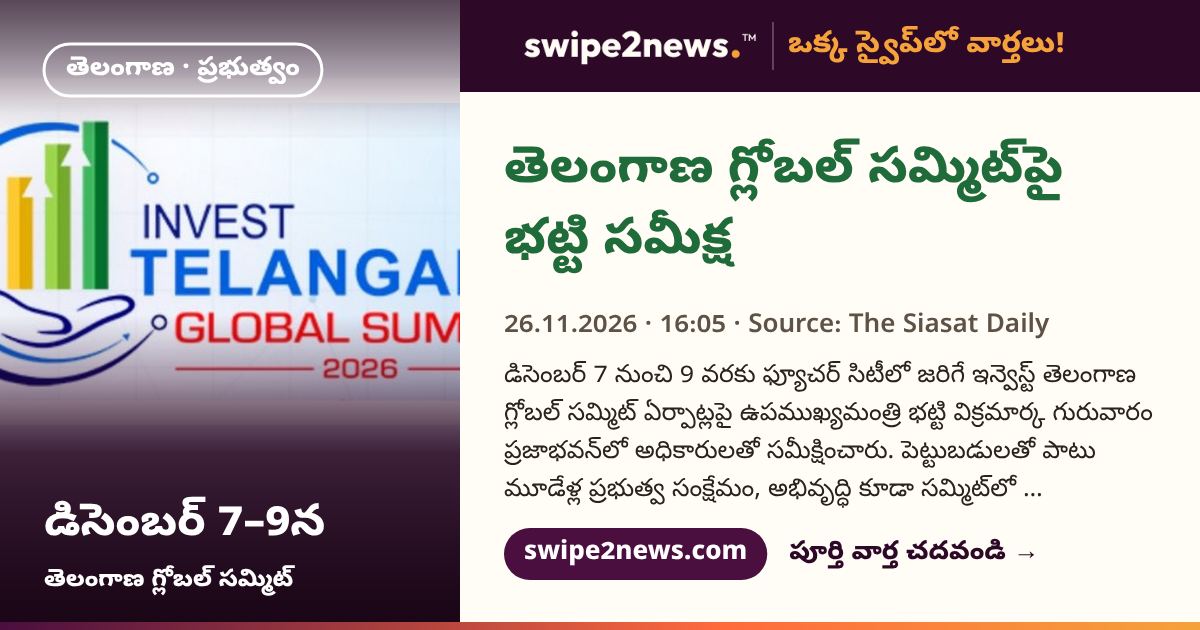 తెలంగాణ · ప్రభుత్వం
INVEST
TELANGA
GLOBAL SUM
2026
డిసెంబర్ 7–9న
తెలంగాణ గ్లోబల్ సమ్మిట్
swipe2news.™ ఒక్క స్వైప్‌లో వార్తలు!
తెలంగాణ గ్లోబల్ సమ్మిట్‌పై
భట్టి సమీక్ష
26.11.2026 · 16:05 · Source: The Siasat Daily
డిసెంబర్ 7 నుంచి 9 వరకు ఫ్యూచర్ సిటీలో జరిగే ఇన్వెస్ట్ తెలంగాణ
గ్లోబల్ సమ్మిట్ ఏర్పాట్లపై ఉపముఖ్యమంత్రి భట్టి విక్రమార్క గురువారం
ప్రజాభవన్‌లో అధికారులతో సమీక్షించారు. పెట్టుబడులతో పాటు
మూడేళ్ల ప్రభుత్వ సంక్షేమం, అభివృద్ధి కూడా సమ్మిట్‌లో ...
swipe2news.com పూర్తి వార్త చదవండి →